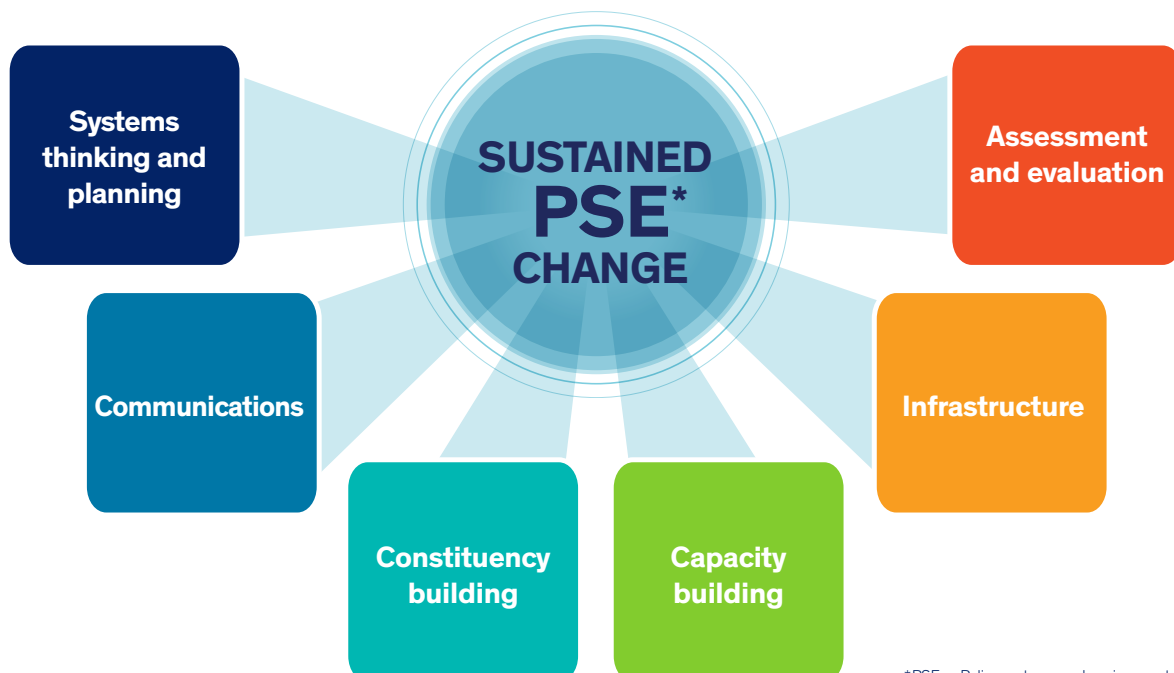 Systems
thinking and
planning
SUSTAINED
PSE*
CHANGE
Assessment
and evaluation
Communications
Infrastructure
Constituency
building
Capacity
building